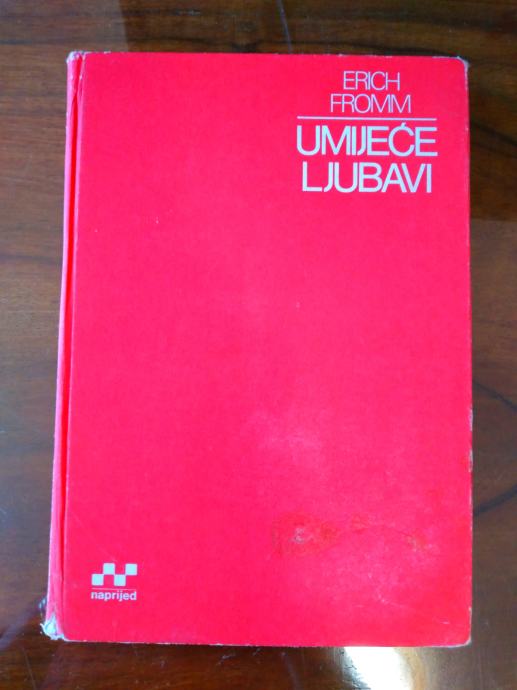 ERICH
FROMM
UMIJEĆE
LJUBAVI
naprijed